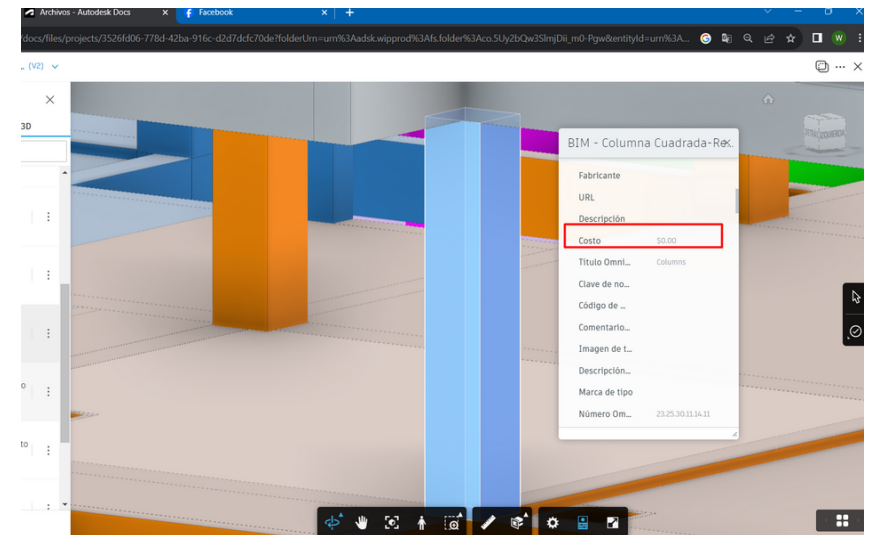 Archivos - Autodesk Docs
Facebook
/docs/files/projects/3526fd06-778d-42ba-916c-d2d7dcfc70de?folderUrn=urn%3Aadsk.wipprod%3Afs.folder%3Aco.5Uy2bQw3SlmjDii_m0-Pgw&entityId=urn%3A...
W
... (V2)
3D
BIM - Columna Cuadrada-Re...
Fabricante
URL
Descripción
Costo $0.00
Título Omni... Columns
Clave de no...
Código de ...
Comentario...
Imagen de t...
Descripción...
Marca de tipo
Número Om... 23.25.30.11.14.11
o
to